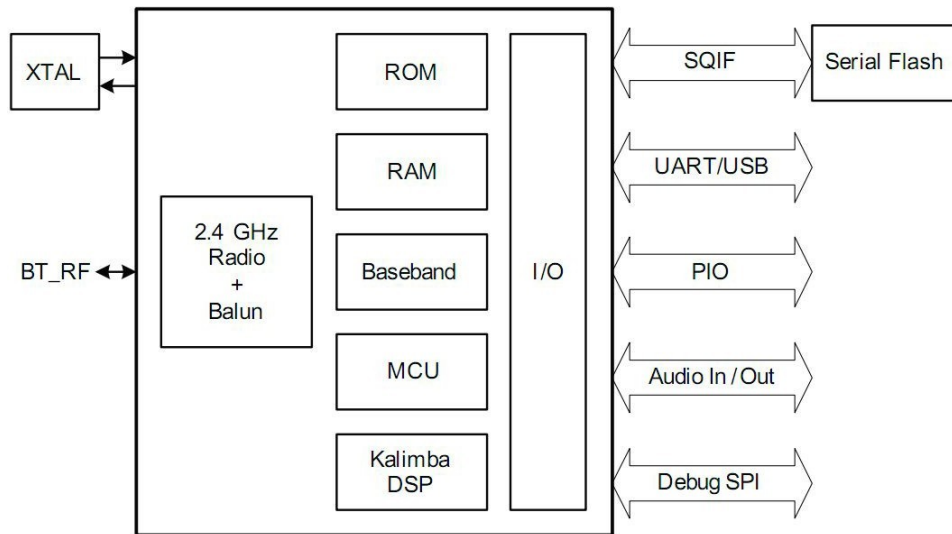 XTAL
ROM
SQIF
Serial Flash
RAM
UART/USB
2.4 GHz
Radio
+
Balun
BT_RF
Baseband
I/O
PIO
MCU
Audio In/Out
Kalimba
DSP
Debug SPI